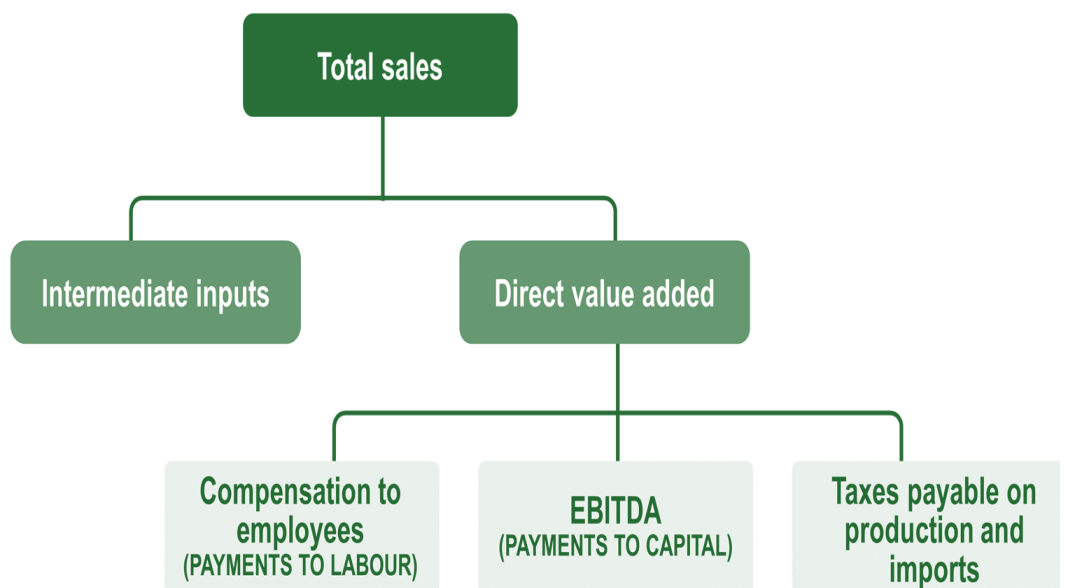 Total sales
Intermediate inputs
Direct value added
Compensation to
employees
(PAYMENTS TO LABOUR)
EBITDA
(PAYMENTS TO CAPITAL)
Taxes payable on
production and
imports